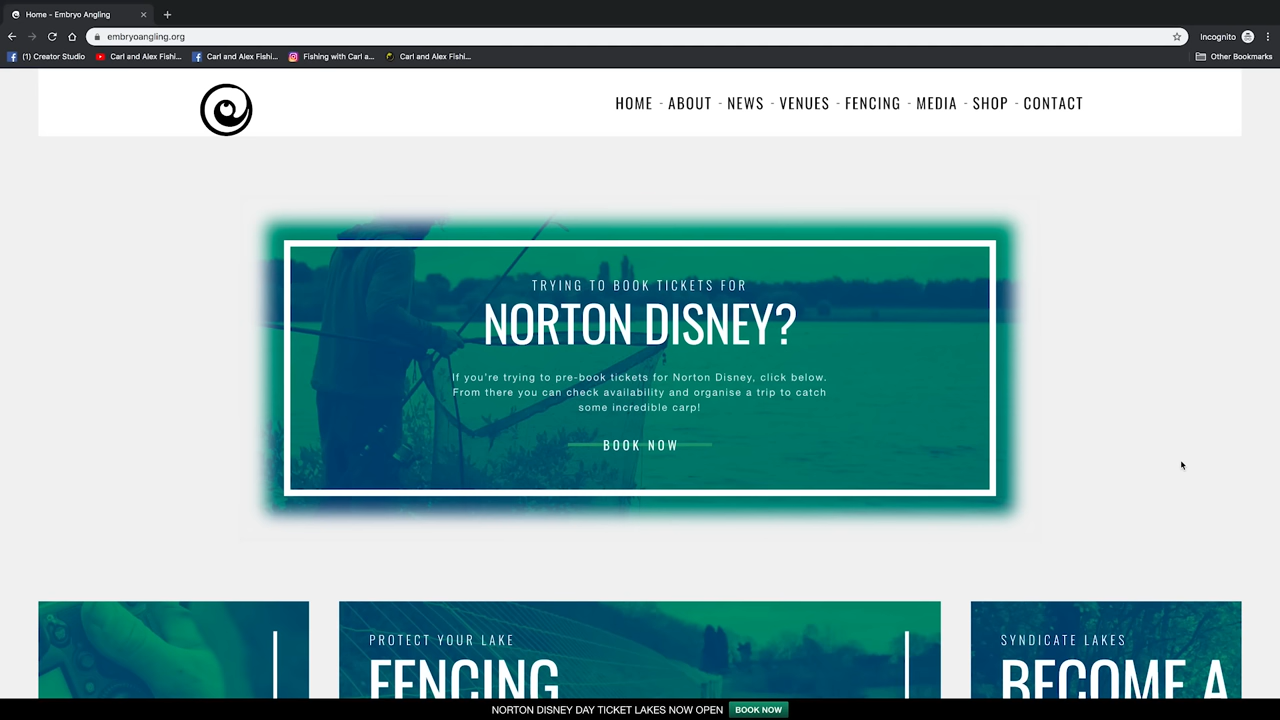 Home - Embryo Angling
embryoangling.org
Incognito
(1) Creator Studio
Carl and Alex Fishi...
Carl and Alex Fishi...
Fishing with Carl a...
Carl and Alex Fishi...
Other Bookmarks
HOME - ABOUT - NEWS - VENUES - FENCING - MEDIA - SHOP - CONTACT
TRYING TO BOOK TICKETS FOR
NORTON DISNEY?
If you're trying to pre-book tickets for Norton Disney, click below.
From there you can check availability and organise a trip to catch
some incredible carp!
BOOK NOW
PROTECT YOUR LAKE
FENCING
SYNDICATE LAKES
BECOME A
NORTON DISNEY DAY TICKET LAKES NOW OPEN BOOK NOW